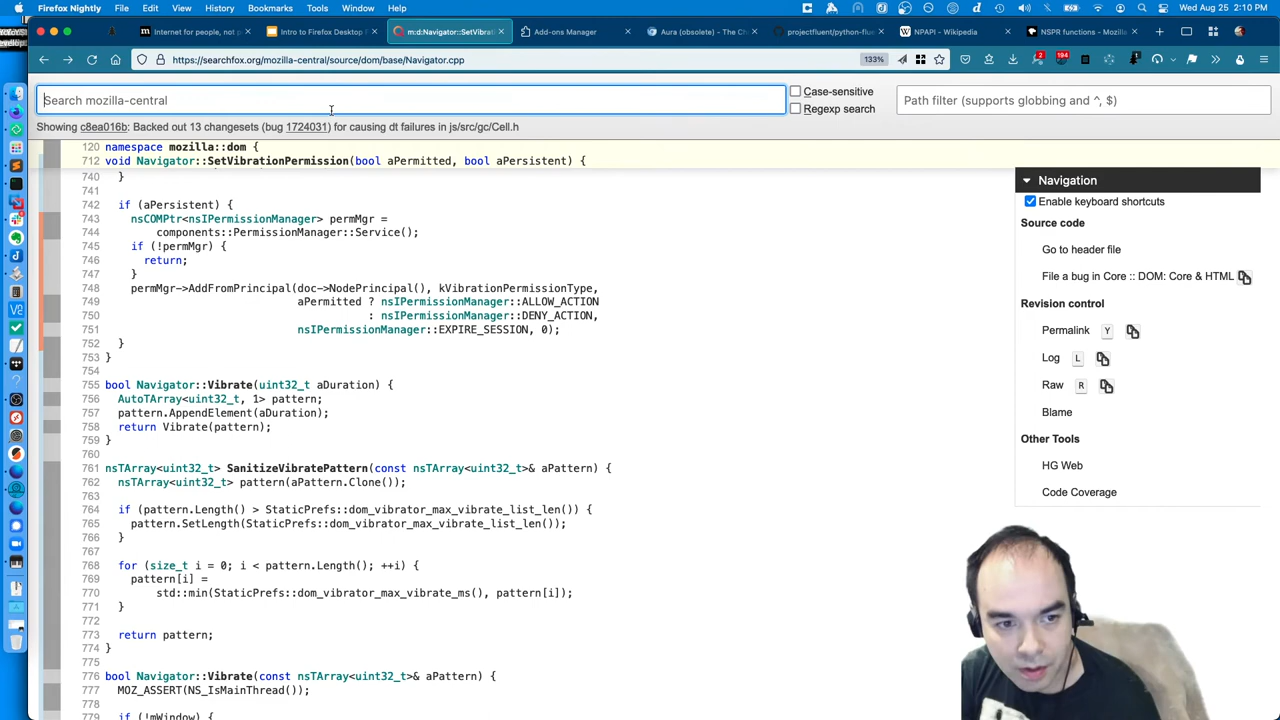 Firefox Nightly File Edit View History Bookmarks Tools Window Help Wed Aug 25 2:10 PM
Internet for people, not p
Intro to Firefox Desktop F
m:d:Navigator::SetVibrati
Add-ons Manager
Aura (obsolete) - The Ch
projectfluent/python-flue
NPAPI - Wikipedia
NSPR functions - Mozilla
https://searchfox.org/mozilla-central/source/dom/base/Navigator.cpp
133%
2
194
Search mozilla-central
Case-sensitive
Regexp search
Path filter (supports globbing and ^, $)
Showing c8ea016b: Backed out 13 changesets (bug 1724031) for causing dt failures in js/src/gc/Cell.h
120 namespace mozilla::dom {
712 void Navigator::SetVibrationPermission(bool aPermitted, bool aPersistent) {
740 }
741
742 if (aPersistent) {
743 nsCOMPtr<nsIPermissionManager> permMgr =
744 components::PermissionManager::Service();
745 if (!permMgr) {
746 return;
747 }
748 permMgr->AddFromPrincipal(doc->NodePrincipal(), kVibrationPermissionType,
749 aPermitted ? nsIPermissionManager::ALLOW_ACTION
750 : nsIPermissionManager::DENY_ACTION,
751 nsIPermissionManager::EXPIRE_SESSION, 0);
752 }
753 }
754
755 bool Navigator::Vibrate(uint32_t aDuration) {
756 AutoTArray<uint32_t, 1> pattern;
757 pattern.AppendElement(aDuration);
758 return Vibrate(pattern);
759 }
760
761 nsTArray<uint32_t> SanitizeVibratePattern(const nsTArray<uint32_t>& aPattern) {
762 nsTArray<uint32_t> pattern(aPattern.Clone());
763
764 if (pattern.Length() > StaticPrefs::dom_vibrator_max_vibrate_list_len()) {
765 pattern.SetLength(StaticPrefs::dom_vibrator_max_vibrate_list_len());
766 }
767
768 for (size_t i = 0; i < pattern.Length(); ++i) {
769 pattern[i] =
770 std::min(StaticPrefs::dom_vibrator_max_vibrate_ms(), pattern[i]);
771 }
772
773 return pattern;
774 }
775
776 bool Navigator::Vibrate(const nsTArray<uint32_t>& aPattern) {
777 MOZ_ASSERT(NS_IsMainThread());
778
779 if (!mWindow) {
Navigation
Enable keyboard shortcuts
Source code
Go to header file
File a bug in Core :: DOM: Core & HTML
Revision control
Permalink Y
Log L
Raw R
Blame
Other Tools
HG Web
Code Coverage